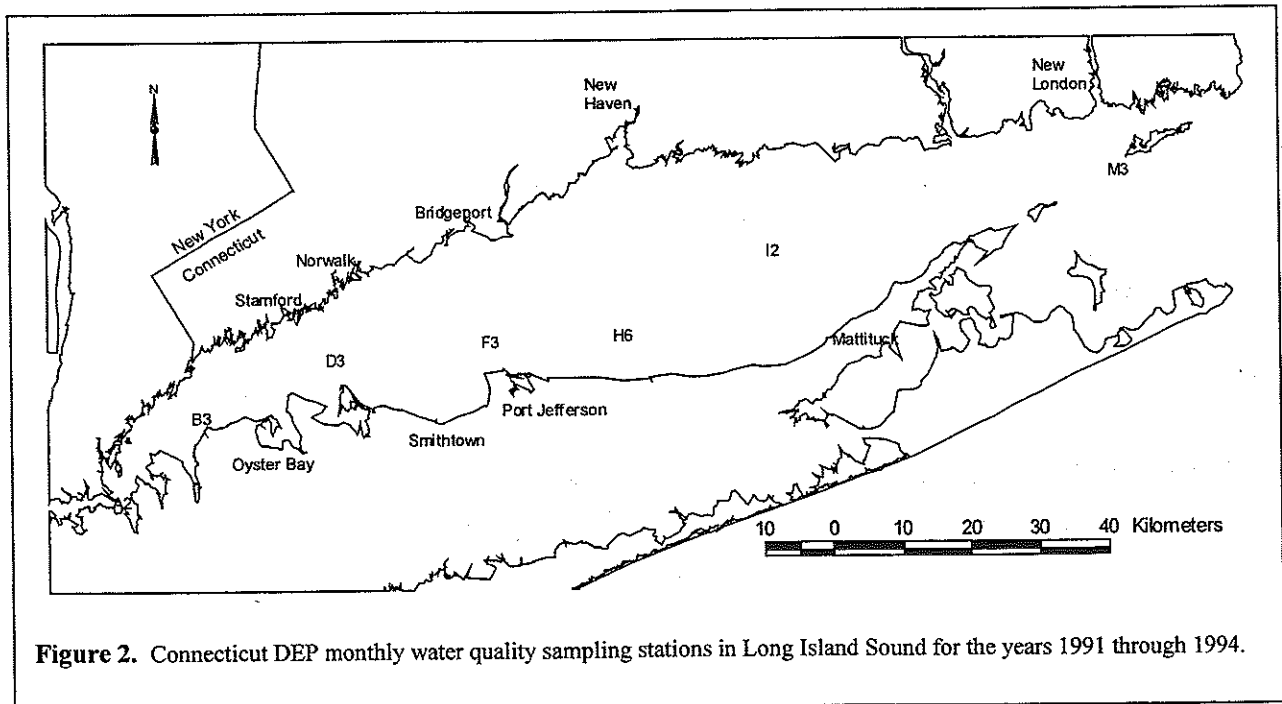 N
New
Haven
New
London
M3
Bridgeport
New York
Connecticut
Norwalk
I2
Stamford
F3
H6
Mattituck
D3
Port Jefferson
B3
Smithtown
Oyster Bay
10 0 10 20 30 40 Kilometers
Figure 2. Connecticut DEP monthly water quality sampling stations in Long Island Sound for the years 1991 through 1994.